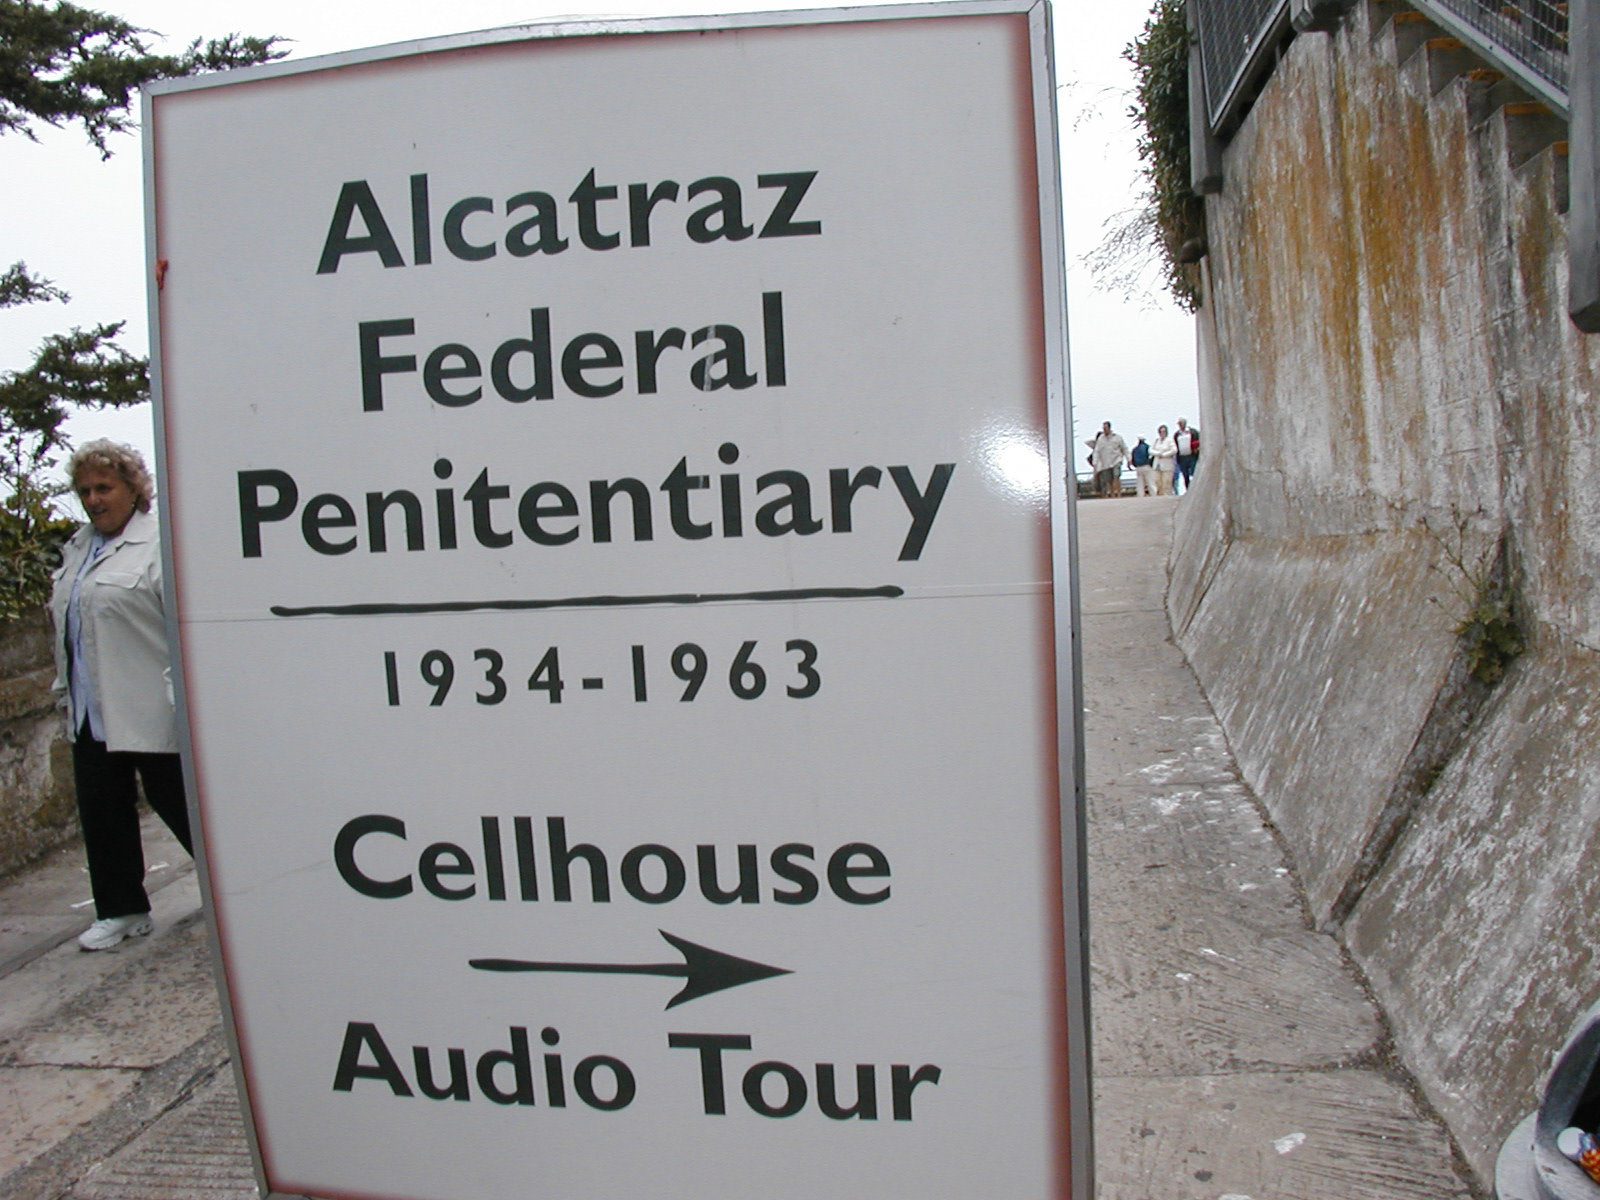 Alcatraz
Federal
Penitentiary
1934-1963
Cellhouse
Audio Tour